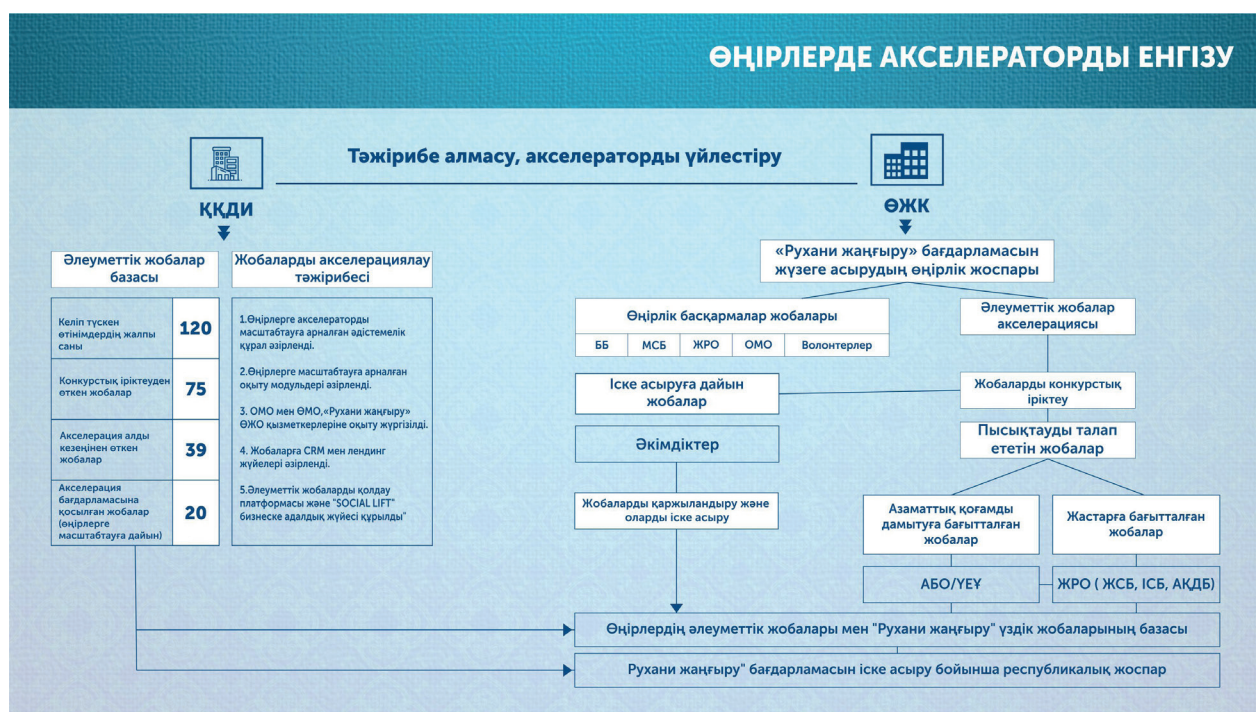 ӨҢІРЛЕРДЕ АКСЕЛЕРАТОРДЫ ЕНГІЗУ
Тәжірибе алмасу, акселераторды үйлестіру
ҚҚДИ
ӨЖК
Әлеуметтік жобалар
базасы
Келіп түскен
өтінімдердің жалпы
саны
120
Конкурстық іріктеуден
өткен жобалар
75
Акселерация алды
кезеңінен өткен
жобалар
39
Акселерация
бағдарламасына
қосылған жобалар
(өңірлерге
масштабтауға дайын)
20
Жобаларды акселерациялау
тәжірибесі
1.Өңірлерге акселераторды
масштабтауға арналған әдістемелік
құрал әзірленді.
2.Өңірлерге масштабтауға арналған
оқыту модульдері әзірленді.
3. ОМО мен ӨМО,«Рухани жаңғыру»
ӨЖО қызметкерлеріне оқыту жүргізілді.
4. Жобаларға CRM мен лендинг
жүйелері әзірленді.
5.Әлеуметтік жобаларды қолдау
платформасы және "SOCIAL LIFT"
бизнеске адалдық жүйесі құрылды"
«Рухани жаңғыру» бағдарламасын
жүзеге асырудың өңірлік жоспары
Өңірлік басқармалар жобалары
ББ
МСБ
ЖРО
ОМО
Волонтерлер
Әлеуметтік жобалар
акселерациясы
Іске асыруға дайын
жобалар
Жобаларды конкурстық
іріктеу
Әкімдіктер
Пысықтауды талап
ететін жобалар
Жобаларды қаржыландыру және
оларды іске асыру
Азаматтық қоғамды
дамытуға бағытталған
жобалар
Жастарға бағытталған
жобалар
АБО/ҮЕҰ
ЖРО ( ЖСБ, ІСБ, АҚДБ)
Өңірлердің әлеуметтік жобалары мен "Рухани жаңғыру" үздік жобаларының базасы
Рухани жаңғыру" бағдарламасын іске асыру бойынша республикалық жоспар